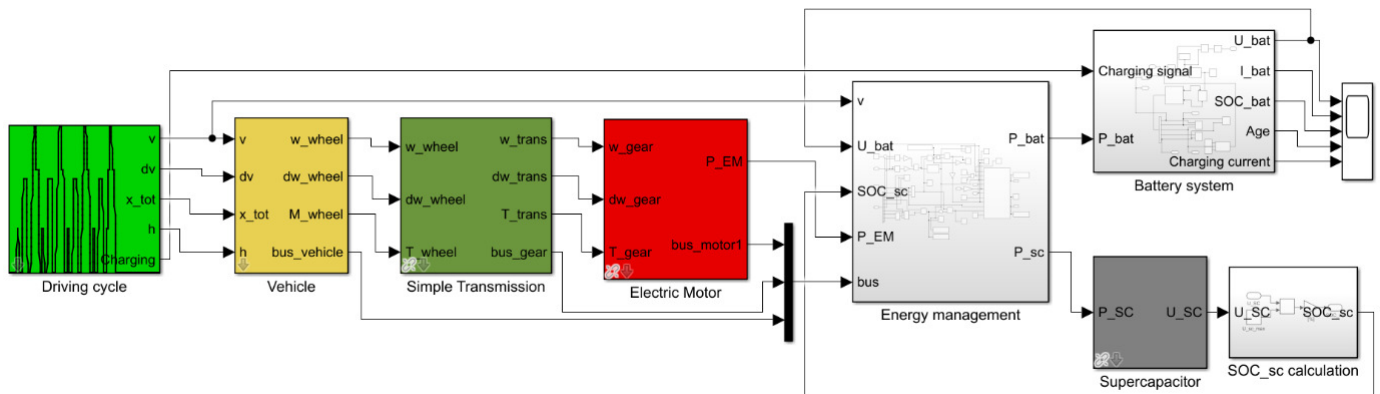 v
dv
x_tot
h
Charging
Driving cycle
v
dv
x_tot
h
w_wheel
dw_wheel
M_wheel
bus_vehicle
Vehicle
w_wheel
dw_wheel
T_wheel
w_trans
dw_trans
T_trans
bus_gear
Simple Transmission
w_gear
dw_gear
T_gear
P_EM
bus_motor1
Electric Motor
v
U_bat
SOC_sc
P_EM
bus
P_bat
P_sc
Energy management
Charging signal
P_bat
U_bat
I_bat
SOC_bat
Age
Charging current
Battery system
P_SC
U_SC
Supercapacitor
U_SC
SOC_sc
SOC_sc calculation